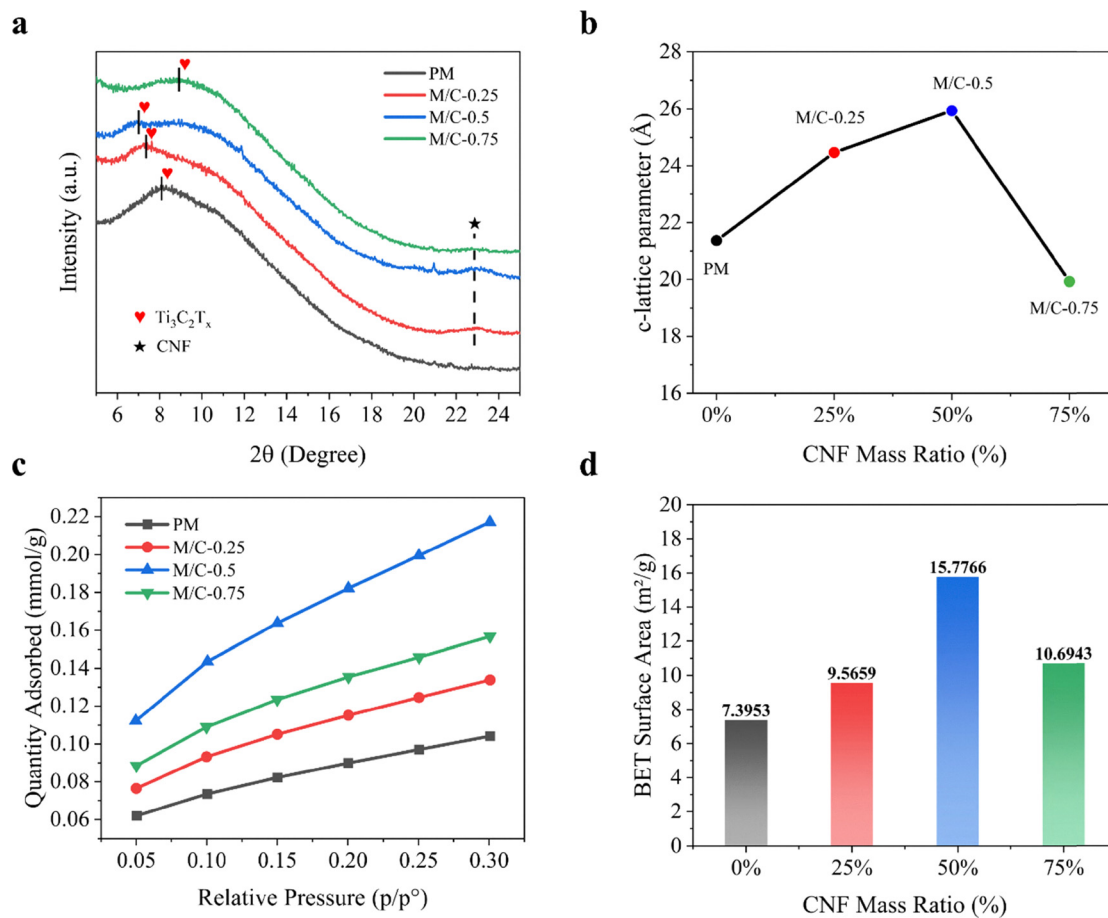 a
PM
M/C-0.25
M/C-0.5
M/C-0.75
Intensity (a.u.)
♥ Ti₃C₂Tₓ
★ CNF
6 8 10 12 14 16 18 20 22 24
2θ (Degree)
b
c-lattice parameter (Å)
28
26
24
22
20
18
16
PM
M/C-0.25
M/C-0.5
M/C-0.75
0% 25% 50% 75%
CNF Mass Ratio (%)
c
Quantity Adsorbed (mmol/g)
0.22
0.20
0.18
0.16
0.14
0.12
0.10
0.08
0.06
PM
M/C-0.25
M/C-0.5
M/C-0.75
0.05 0.10 0.15 0.20 0.25 0.30
Relative Pressure (p/p°)
d
BET Surface Area (m²/g)
20
18
16
14
12
10
8
6
4
2
0
7.3953
9.5659
15.7766
10.6943
0% 25% 50% 75%
CNF Mass Ratio (%)